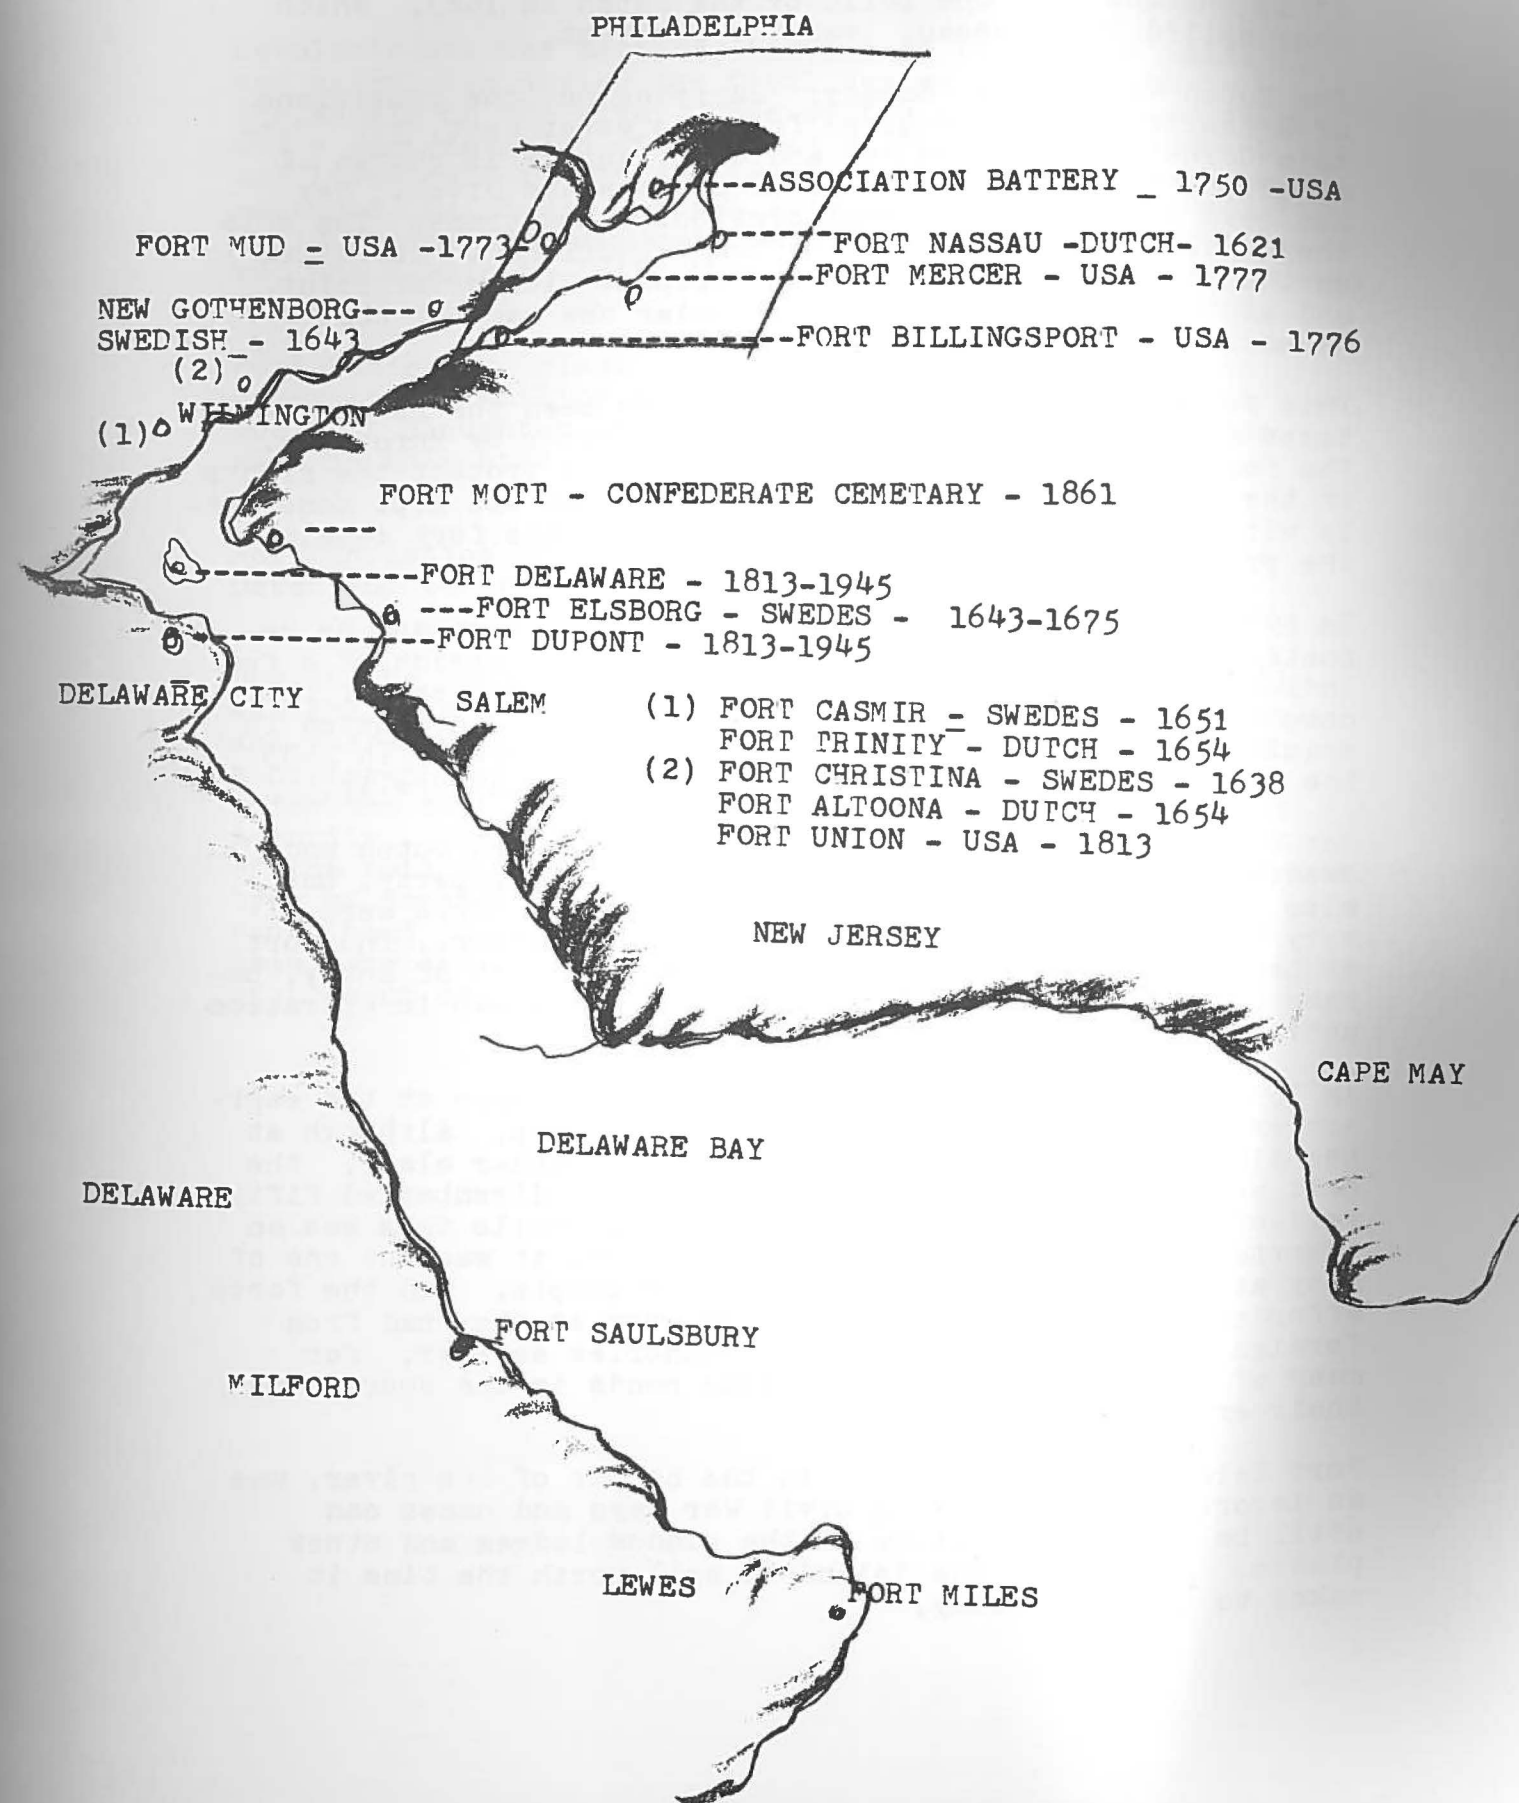 PHILADELPHIA
ASSOCIATION BATTERY _ 1750 -USA
FORT MUD - USA -1773-
FORT NASSAU -DUTCH- 1621
FORT MERCER - USA - 1777
NEW GOTHENBORG---
SWEDISH - 1643
FORT BILLINGSPORT - USA - 1776
(2)
WILMINGTON
(1)
FORT MOTT - CONFEDERATE CEMETARY - 1861
FORT DELAWARE - 1813-1945
FORT ELSBORG - SWEDES - 1643-1675
FORT DUPONT - 1813-1945
DELAWARE CITY
SALEM
(1) FORT CASMIR - SWEDES - 1651
FORT TRINITY - DUTCH - 1654
(2) FORT CHRISTINA - SWEDES - 1638
FORT ALTOONA - DUTCH - 1654
FORT UNION - USA - 1813
NEW JERSEY
CAPE MAY
DELAWARE BAY
DELAWARE
FORT SAULSBURY
MILFORD
LEWES
FORT MILES